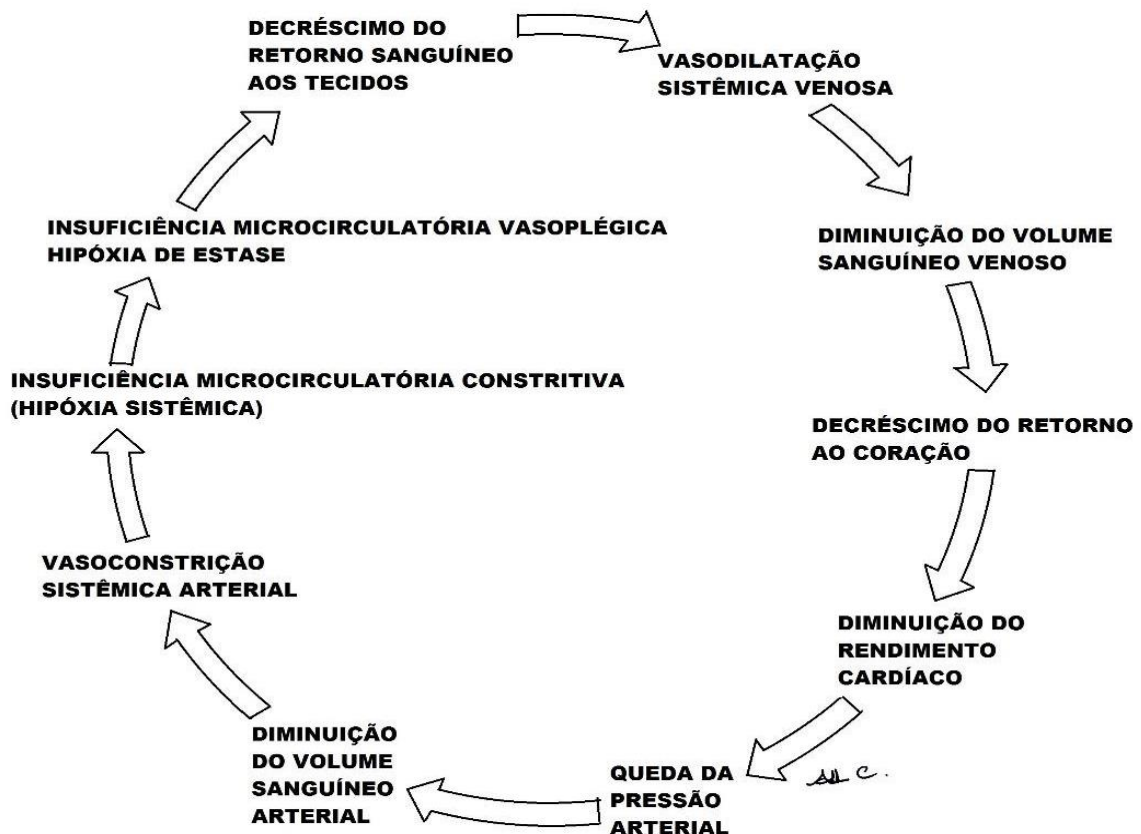 DECRÉSCIMO DO
RETORNO SANGUÍNEO
AOS TECIDOS
VASODILATAÇÃO
SISTÊMICA VENOSA
DIMINUIÇÃO DO VOLUME
SANGUÍNEO VENOSO
DECRÉSCIMO DO RETORNO
AO CORAÇÃO
DIMINUIÇÃO DO
RENDIMENTO
CARDÍACO
QUEDA DA
PRESSÃO
ARTERIAL
DIMINUIÇÃO
DO VOLUME
SANGUÍNEO
ARTERIAL
VASOCONSTRIÇÃO
SISTÊMICA ARTERIAL
INSUFICIÊNCIA MICROCIRCULATÓRIA CONSTRITIVA
(HIPÓXIA SISTÊMICA)
INSUFICIÊNCIA MICROCIRCULATÓRIA VASOPLÉGICA
HIPÓXIA DE ESTASE